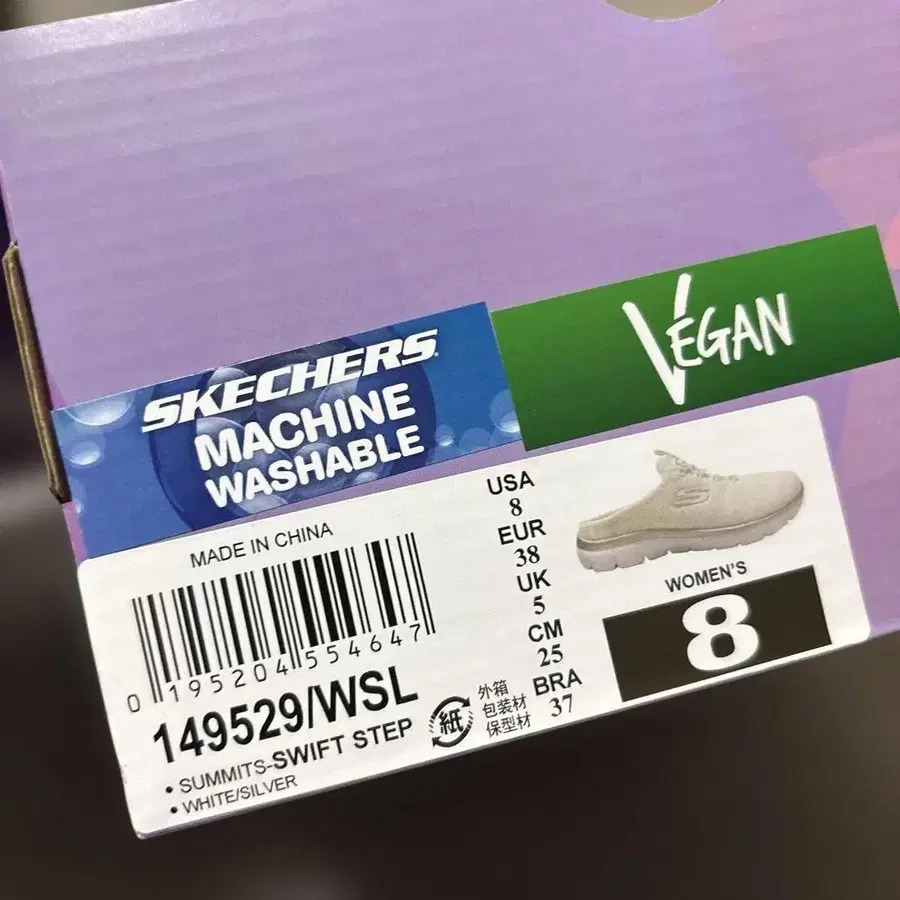 SKECHERS
MACHINE
WASHABLE
VEGAN
MADE IN CHINA
0 195204 554647
149529/WSL
• SUMMITS-SWIFT STEP
• WHITE/SILVER
紙
外箱
包装材
保型材
USA
8
EUR
38
UK
5
CM
25
BRA
37
WOMEN'S
8